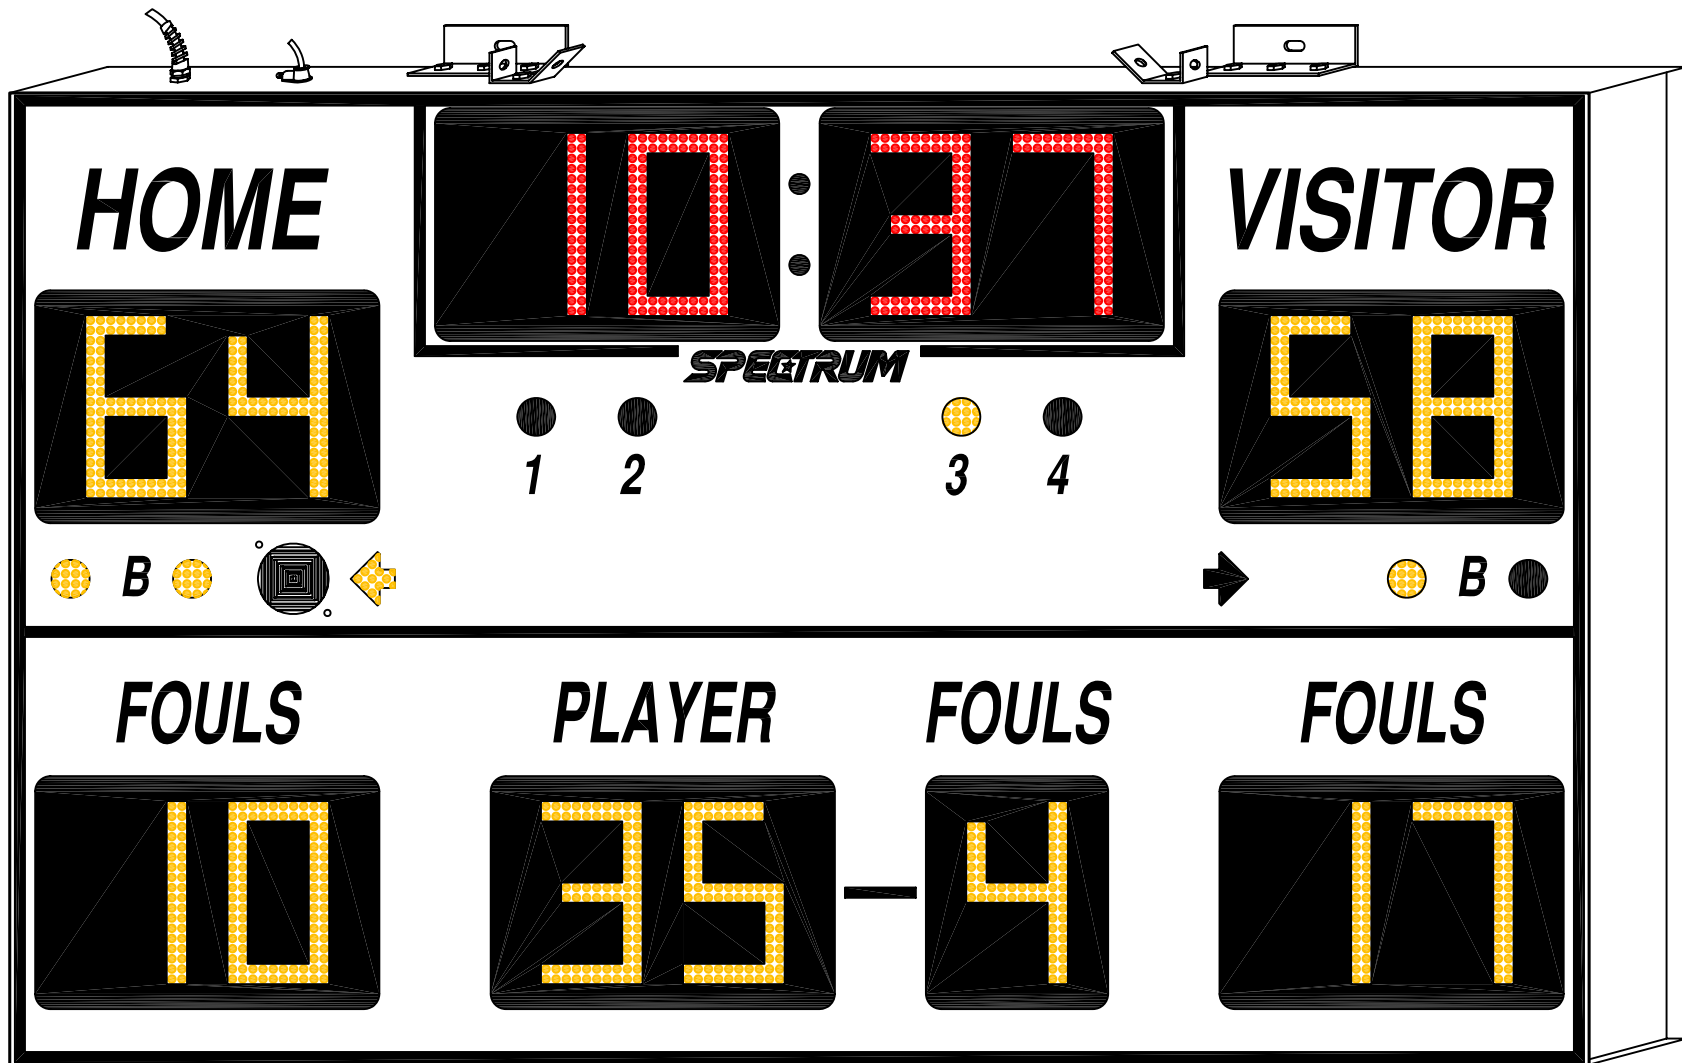 10:37
HOME VISITOR
64 58
SPECTRUM
1 2 3 4
B B
FOULS PLAYER FOULS FOULS
10 35-4 17